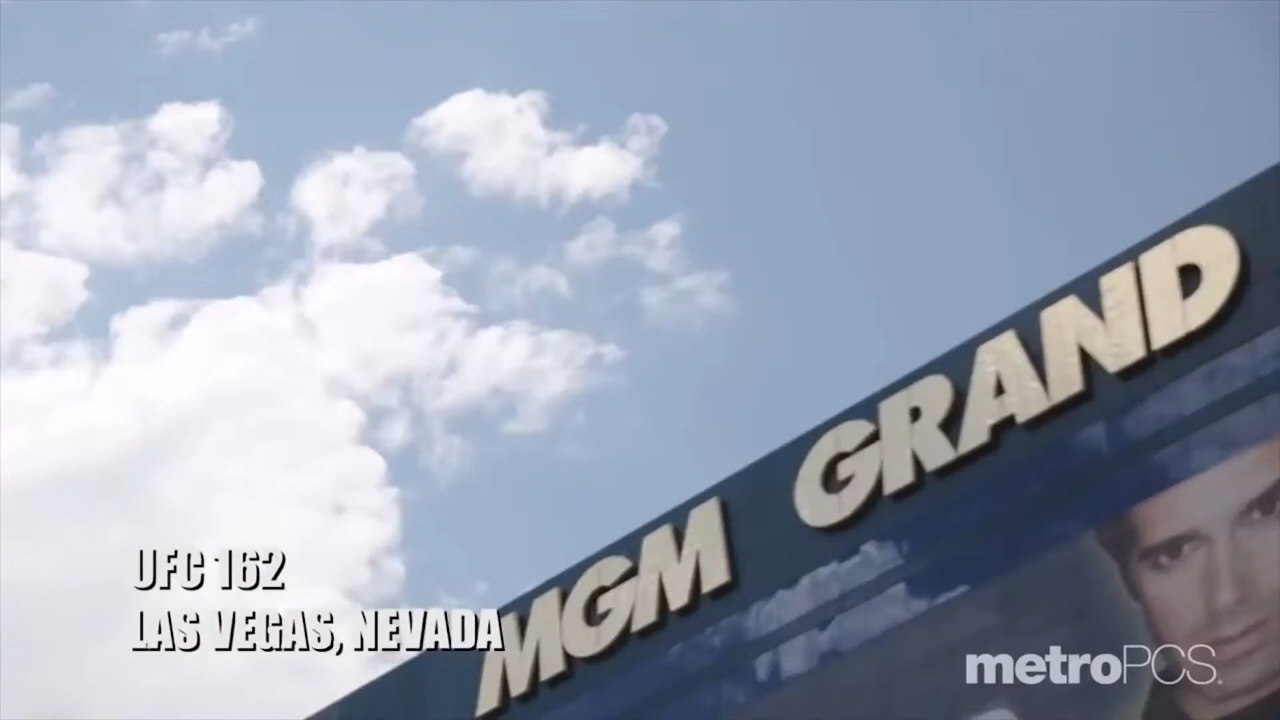 MGM GRAND
UFC 162
LAS VEGAS, NEVADA
metroPCS.